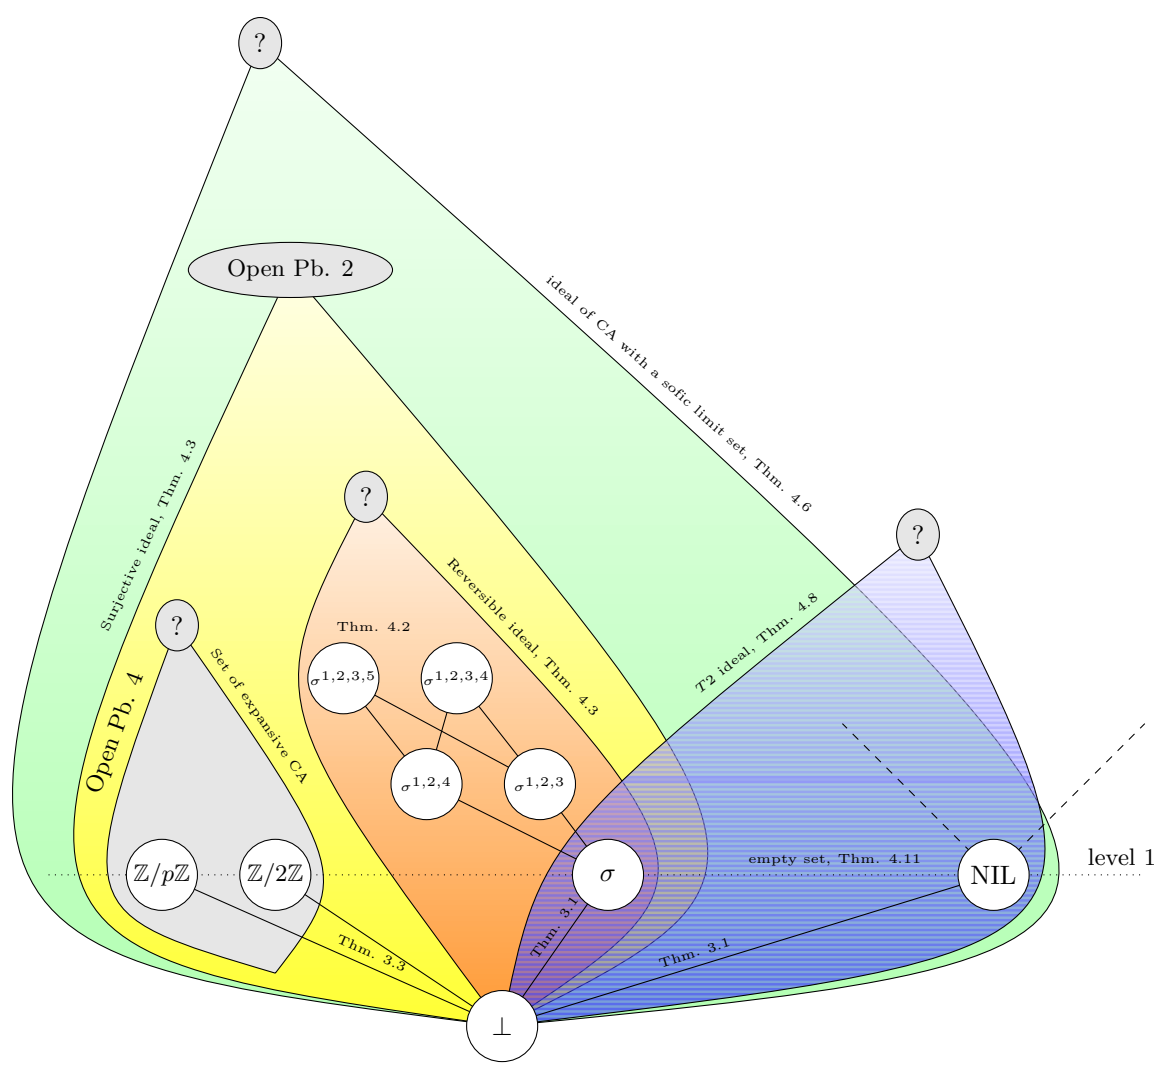 ?
Open Pb. 2
ideal of CA with a sofic limit set, Thm. 4.6
Surjective ideal, Thm. 4.3
?
?
Reversible ideal, Thm. 4.3
T2 ideal, Thm. 4.8
?
Thm. 4.2
Set of expansive CA
Open Pb. 4
σ^1,2,3,5
σ^1,2,3,4
σ^1,2,4
σ^1,2,3
ℤ/pℤ
ℤ/2ℤ
σ
empty set, Thm. 4.11
NIL
level 1
Thm. 3.3
Thm. 3.1
Thm. 3.1
⊥